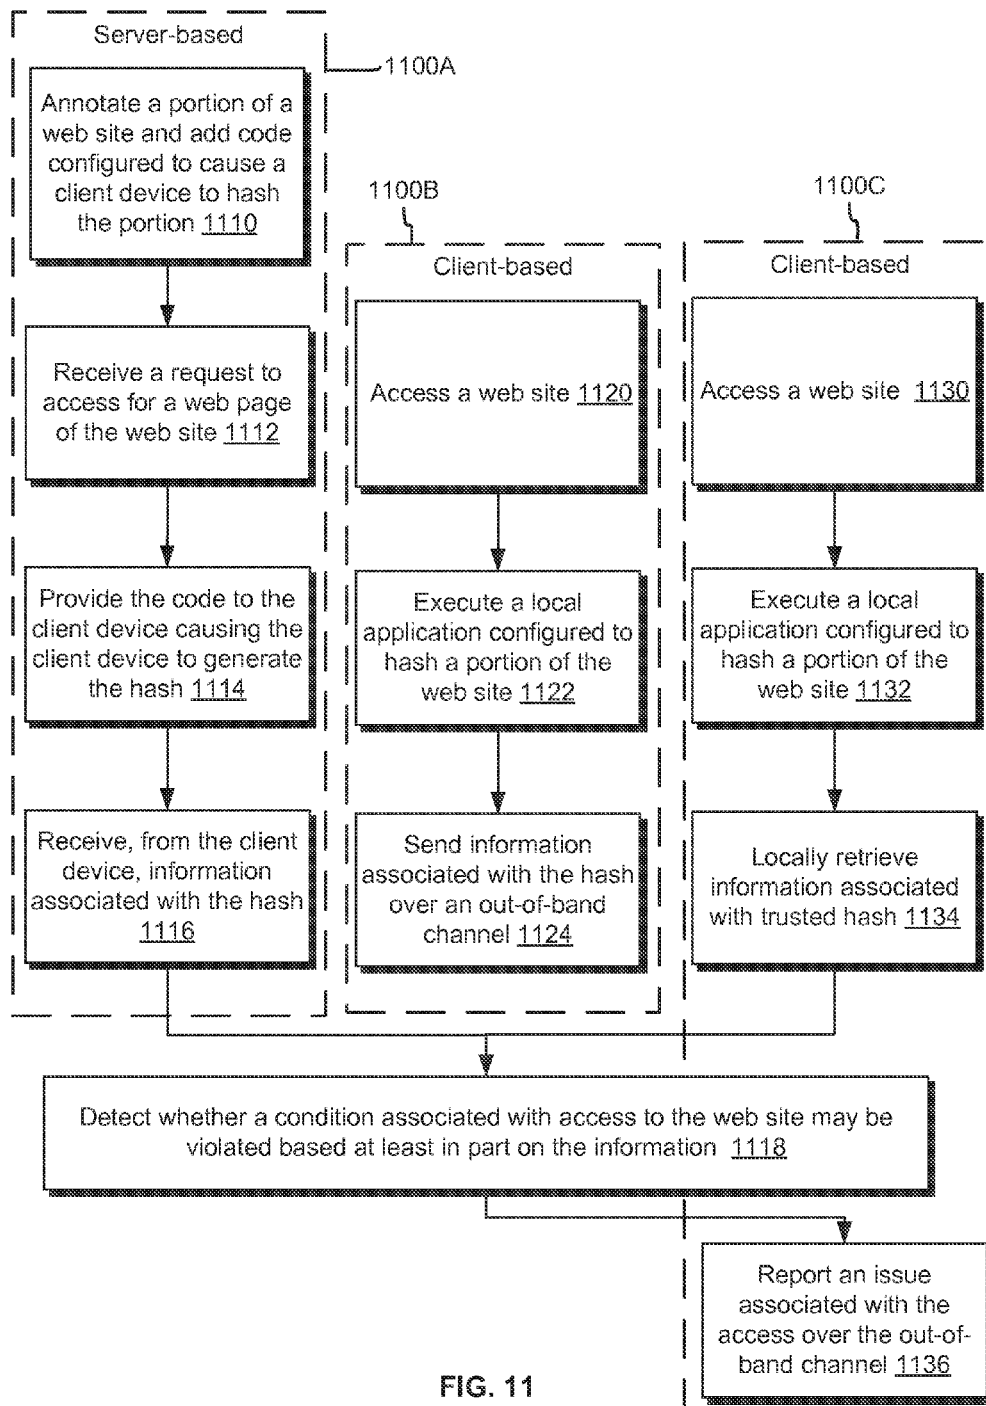 Server-based
1100A
Annotate a portion of a
web site and add code
configured to cause a
client device to hash
the portion 1110
Receive a request to
access for a web page
of the web site 1112
Provide the code to the
client device causing the
client device to generate
the hash 1114
Receive, from the client
device, information
associated with the hash
1116
1100B
Client-based
Access a web site 1120
Execute a local
application configured to
hash a portion of the
web site 1122
Send information
associated with the hash
over an out-of-band
channel 1124
1100C
Client-based
Access a web site 1130
Execute a local
application configured to
hash a portion of the
web site 1132
Locally retrieve
information associated
with trusted hash 1134
Detect whether a condition associated with access to the web site may be
violated based at least in part on the information 1118
Report an issue
associated with the
access over the out-of-
band channel 1136
FIG. 11